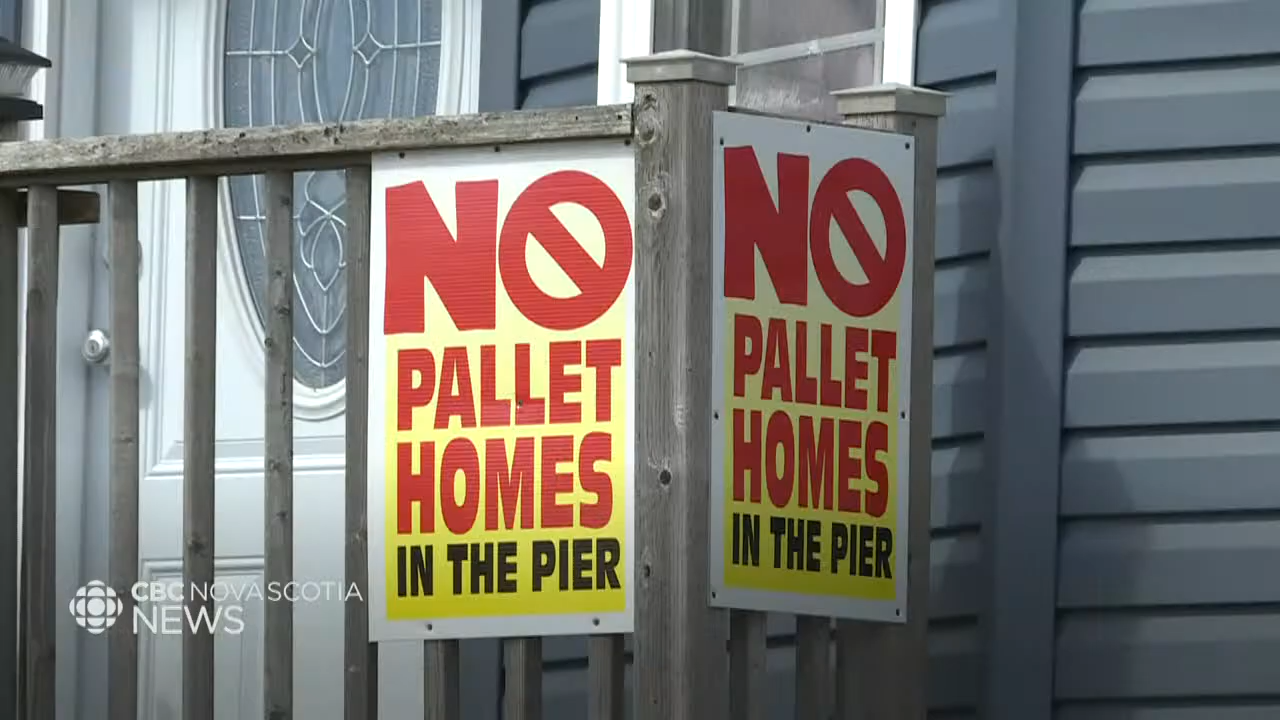 NO
PALLET
HOMES
IN THE PIER
NO
PALLET
HOMES
IN THE PIER
CBC NOVA SCOTIA
NEWS